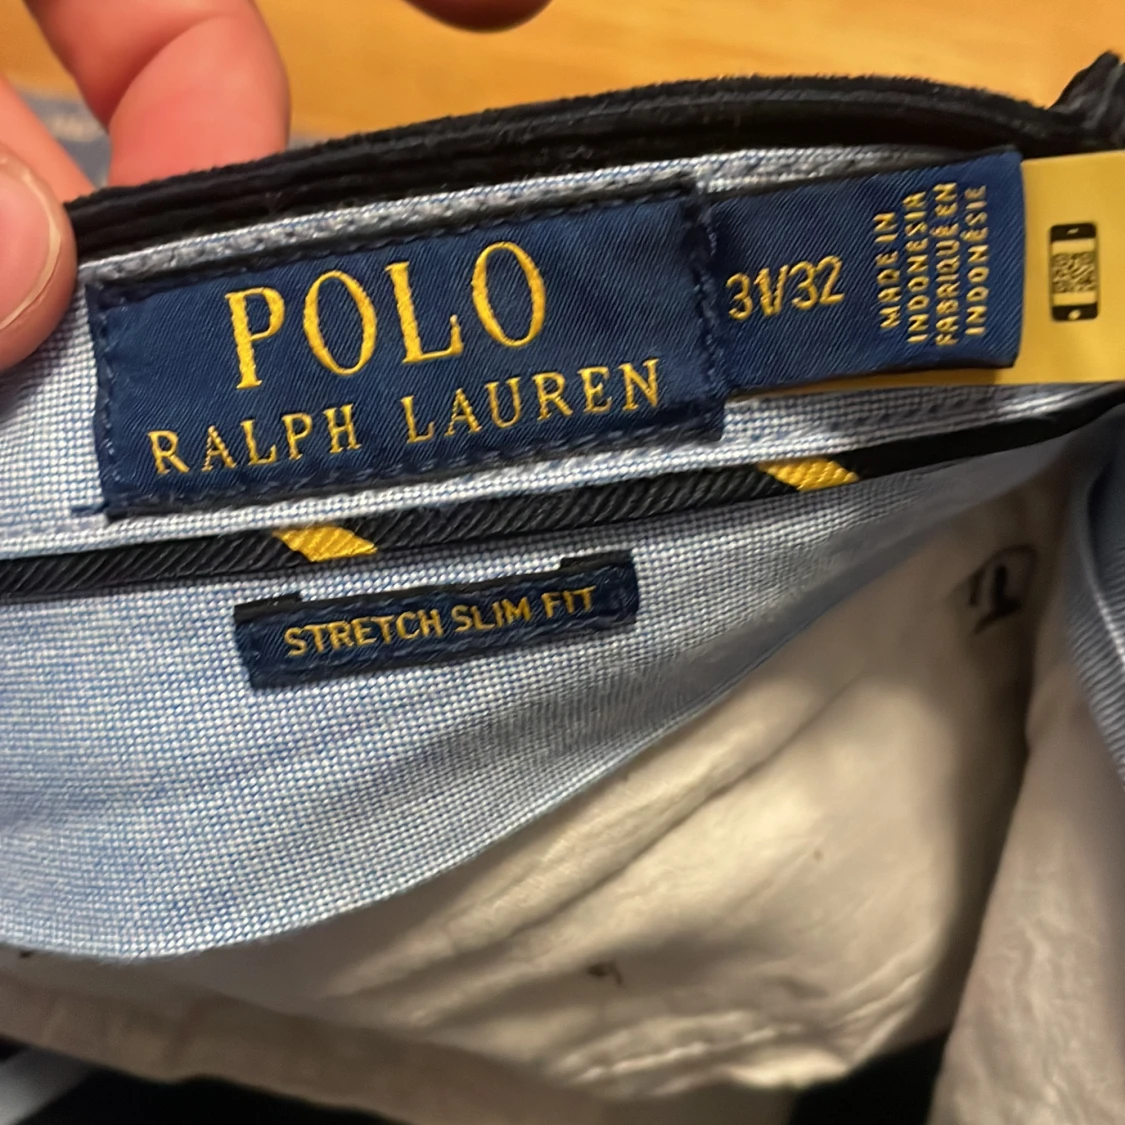 POLO
RALPH LAUREN
31/32
MADE IN
INDONESIA
FABRIQUÉ EN
INDONÉSIE
STRETCH SLIM FIT